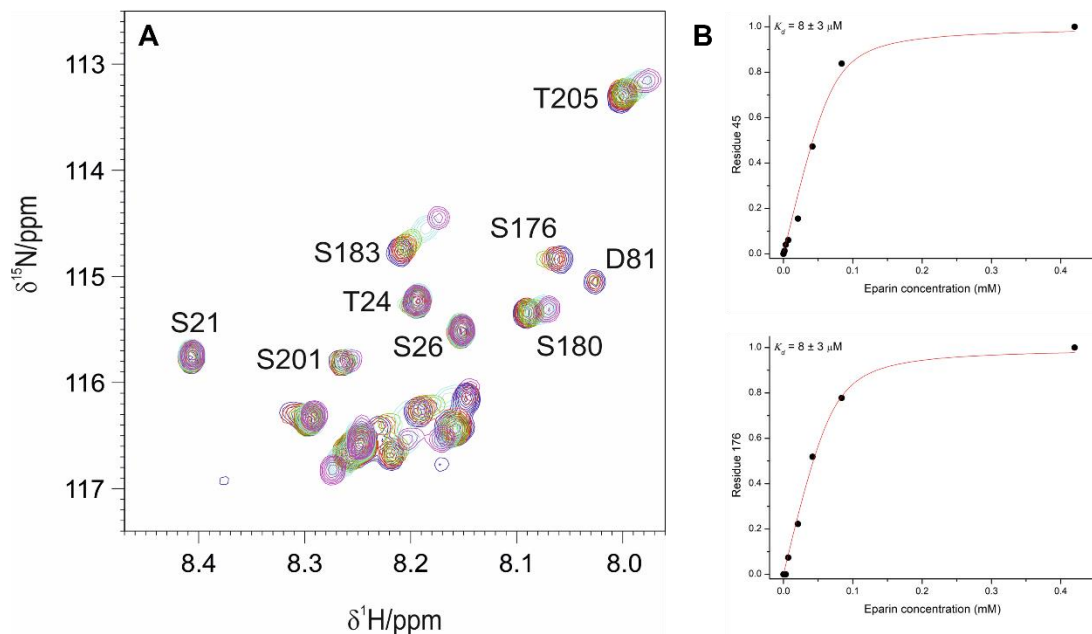 A
113
114
115
116
117
δ¹⁵N/ppm
8.4
8.3
8.2
8.1
8.0
δ¹H/ppm
T205
S183
S176
D81
T24
S21
S26
S180
S201
B
K_d = 8 ± 3 μM
1.0
0.8
0.6
0.4
0.2
0.0
Residue 45
0.0
0.1
0.2
0.3
0.4
Eparin concentration (mM)
K_d = 8 ± 3 μM
1.0
0.8
0.6
0.4
0.2
0.0
Residue 176
0.0
0.1
0.2
0.3
0.4
Eparin concentration (mM)